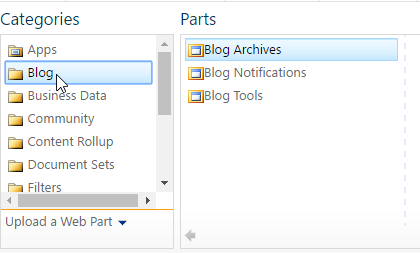 Categories
Apps
Blog
Business Data
Community
Content Rollup
Document Sets
Filters
Upload a Web Part
Parts
Blog Archives
Blog Notifications
Blog Tools